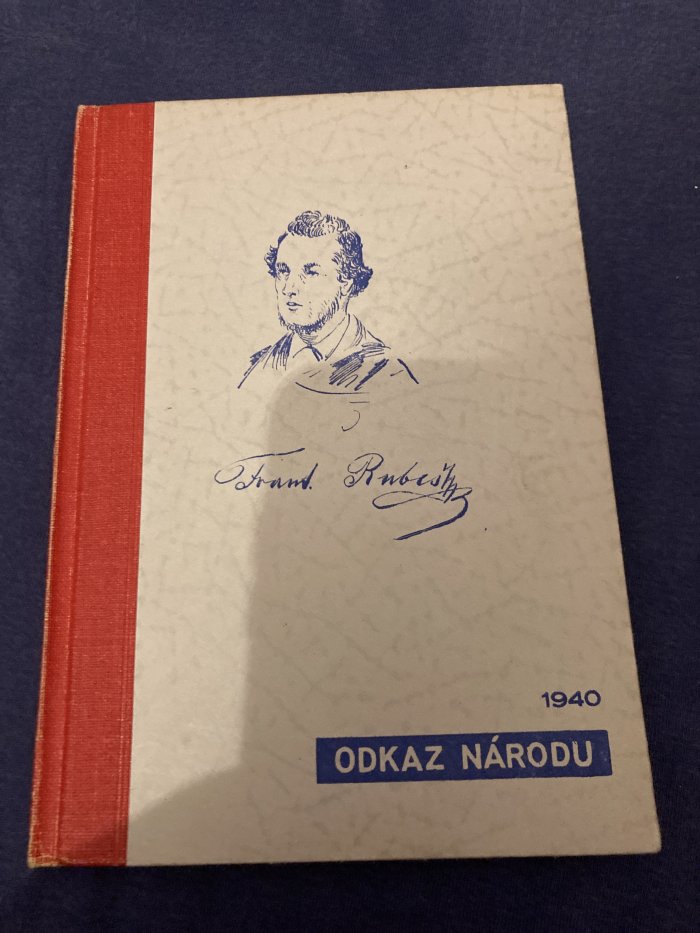 Frant. Rubeš
1940
ODKAZ NÁRODU